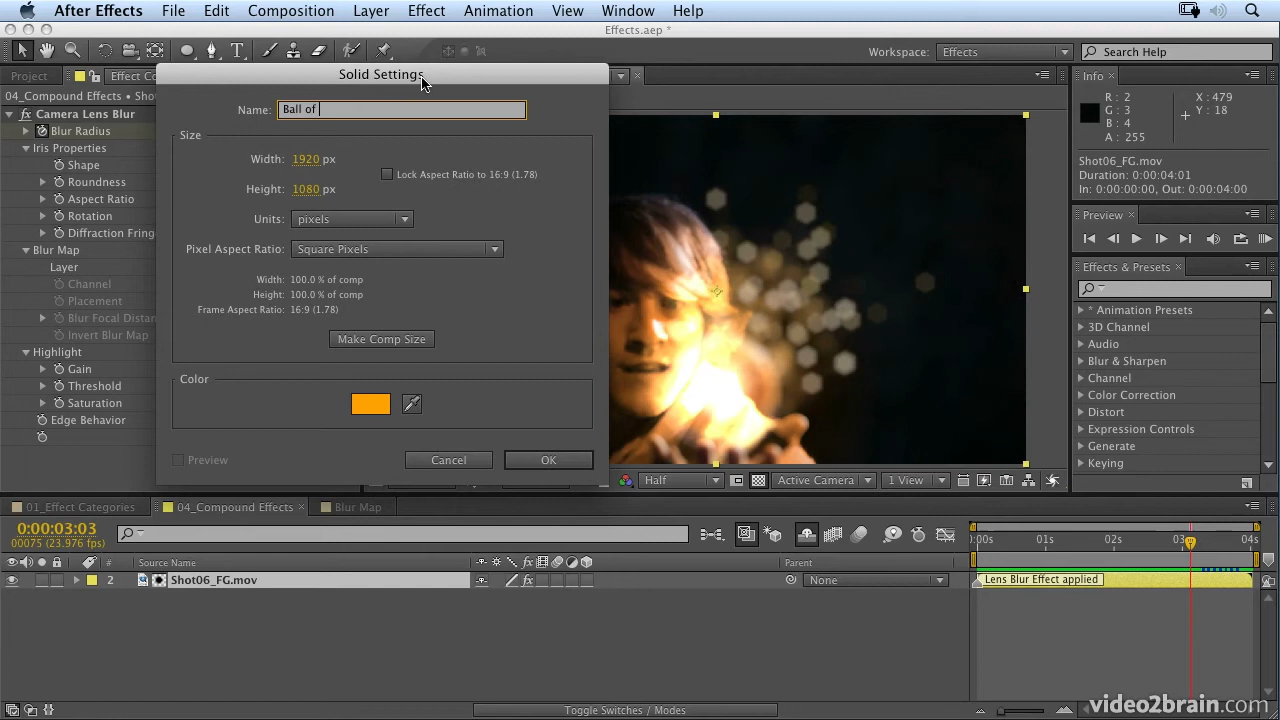 After Effects File Edit Composition Layer Effect Animation View Window Help
Effects.aep *
Workspace: Effects Search Help
Project Effect Co
Solid Settings
Info
04_Compound Effects • Sho
fx Camera Lens Blur
Blur Radius
Iris Properties
Shape
Roundness
Aspect Ratio
Rotation
Diffraction Fring
Blur Map
Layer
Channel
Placement
Blur Focal Distan
Invert Blur Map
Highlight
Gain
Threshold
Saturation
Edge Behavior
Name: Ball of
Size
Width: 1920 px
Lock Aspect Ratio to 16:9 (1.78)
Height: 1080 px
Units: pixels
Pixel Aspect Ratio: Square Pixels
Width: 100.0 % of comp
Height: 100.0 % of comp
Frame Aspect Ratio: 16:9 (1.78)
Make Comp Size
Color
Preview Cancel OK
R : 2 X : 479
G : 3 Y : 18
B : 4
A : 255
Shot06_FG.mov
Duration: 0:00:04:01
In: 0:00:00:00, Out: 0:00:04:00
Preview
Effects & Presets
* Animation Presets
3D Channel
Audio
Blur & Sharpen
Channel
Color Correction
Distort
Expression Controls
Generate
Keying
Half Active Camera 1 View
01_Effect Categories 04_Compound Effects Blur Map
0:00:03:03
00075 (23.976 fps)
:00s 01s 02s 03s 04s
# Source Name fx Parent
2 Shot06_FG.mov fx None Lens Blur Effect applied
Toggle Switches / Modes
video2brain.com